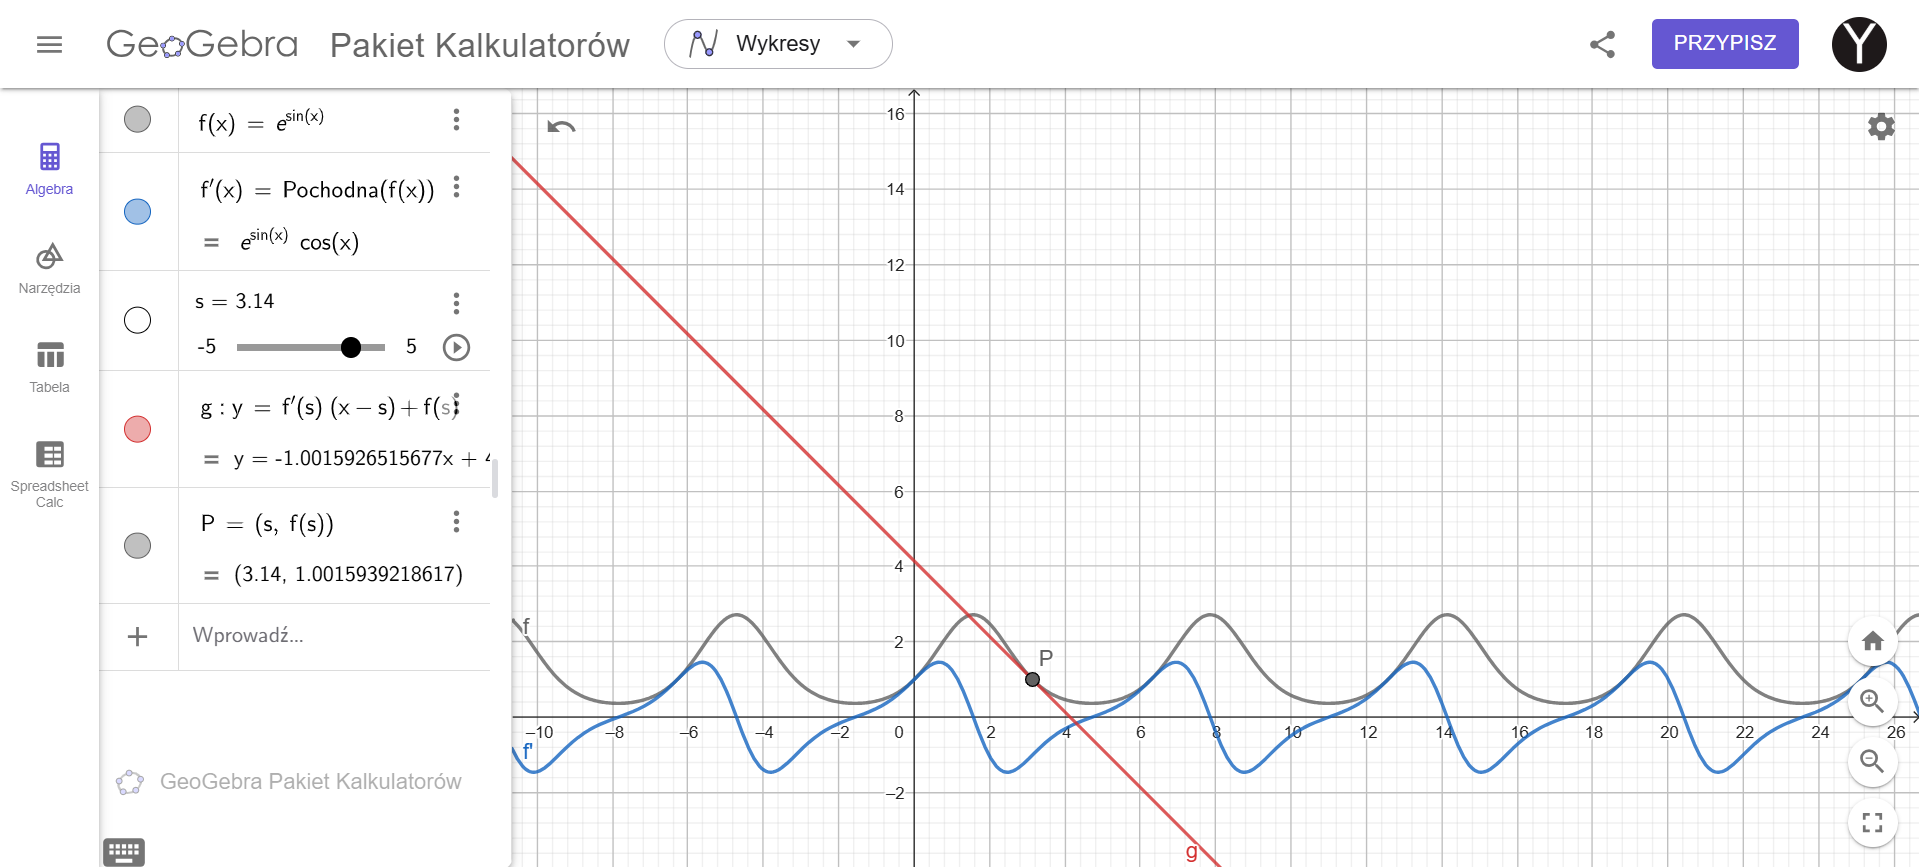 GeoGebra
Pakiet Kalkulatorów
Wykresy
PRZYPISZ
Y
Algebra
Narzędzia
Tabela
Spreadsheet
Calc
f(x) = e^sin(x)
f′(x) = Pochodna(f(x))
= e^sin(x) cos(x)
s = 3.14
-5
5
g : y = f′(s) (x − s) + f(s)
= y = -1.0015926515677x + 4
P = (s, f(s))
= (3.14, 1.0015939218617)
Wprowadź...
GeoGebra Pakiet Kalkulatorów
16
14
12
10
8
6
4
2
–2
–10 –8 –6 –4 –2 0 2 4 6 8 10 12 14 16 18 20 22 24 26
f
f'
P
g